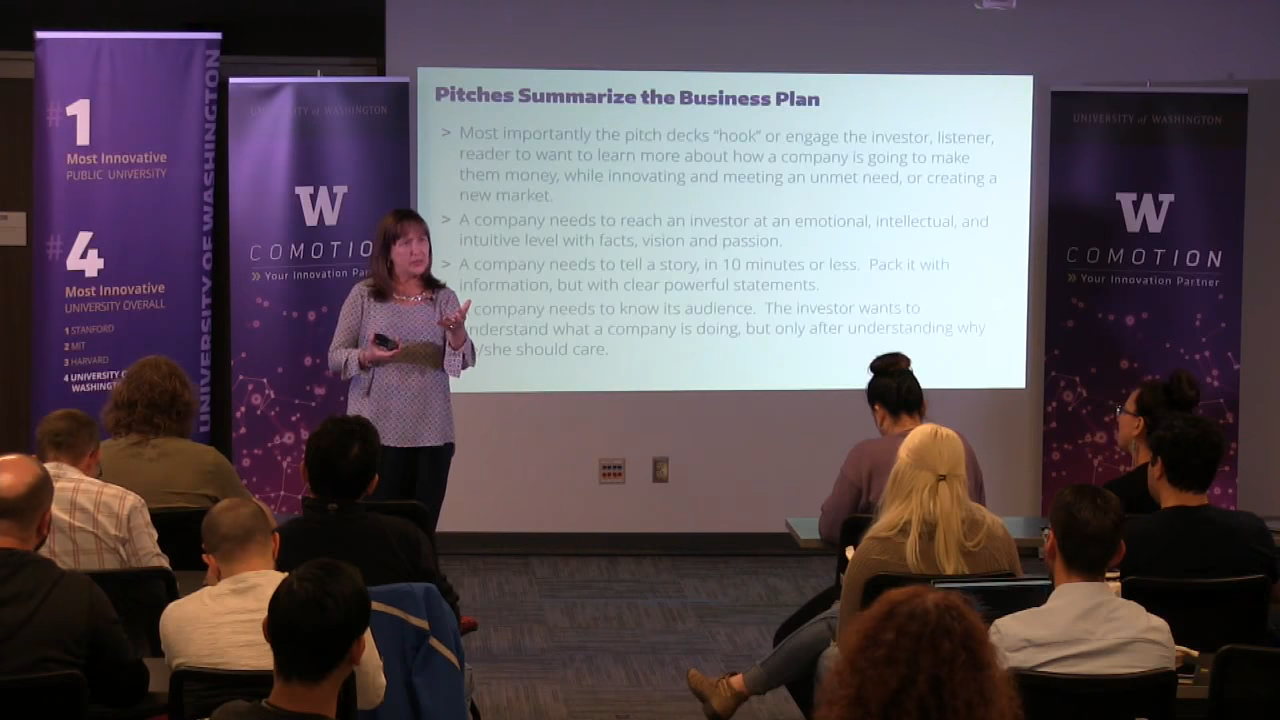 #1
Most Innovative
PUBLIC UNIVERSITY
#4
Most Innovative
UNIVERSITY OVERALL
1 STANFORD
2 MIT
3 HARVARD
4 UNIVERSITY
WASHINGTON
UNIVERSITY OF WASHINGTON
UNIVERSITY of WASHINGTON
W
COMOTION
» Your Innovation
Pitches Summarize the Business Plan
> Most importantly the pitch decks "hook" or engage the investor, listener,
reader to want to learn more about how a company is going to make
them money, while innovating and meeting an unmet need, or creating a
new market.
> A company needs to reach an investor at an emotional, intellectual, and
intuitive level with facts, vision and passion.
> A company needs to tell a story, in 10 minutes or less. Pack it with
information, but with clear powerful statements.
company needs to know its audience. The investor wants to
understand what a company is doing, but only after understanding why
/she should care.
UNIVERSITY of WASHINGTON
W
COMOTION
» Your Innovation Partner